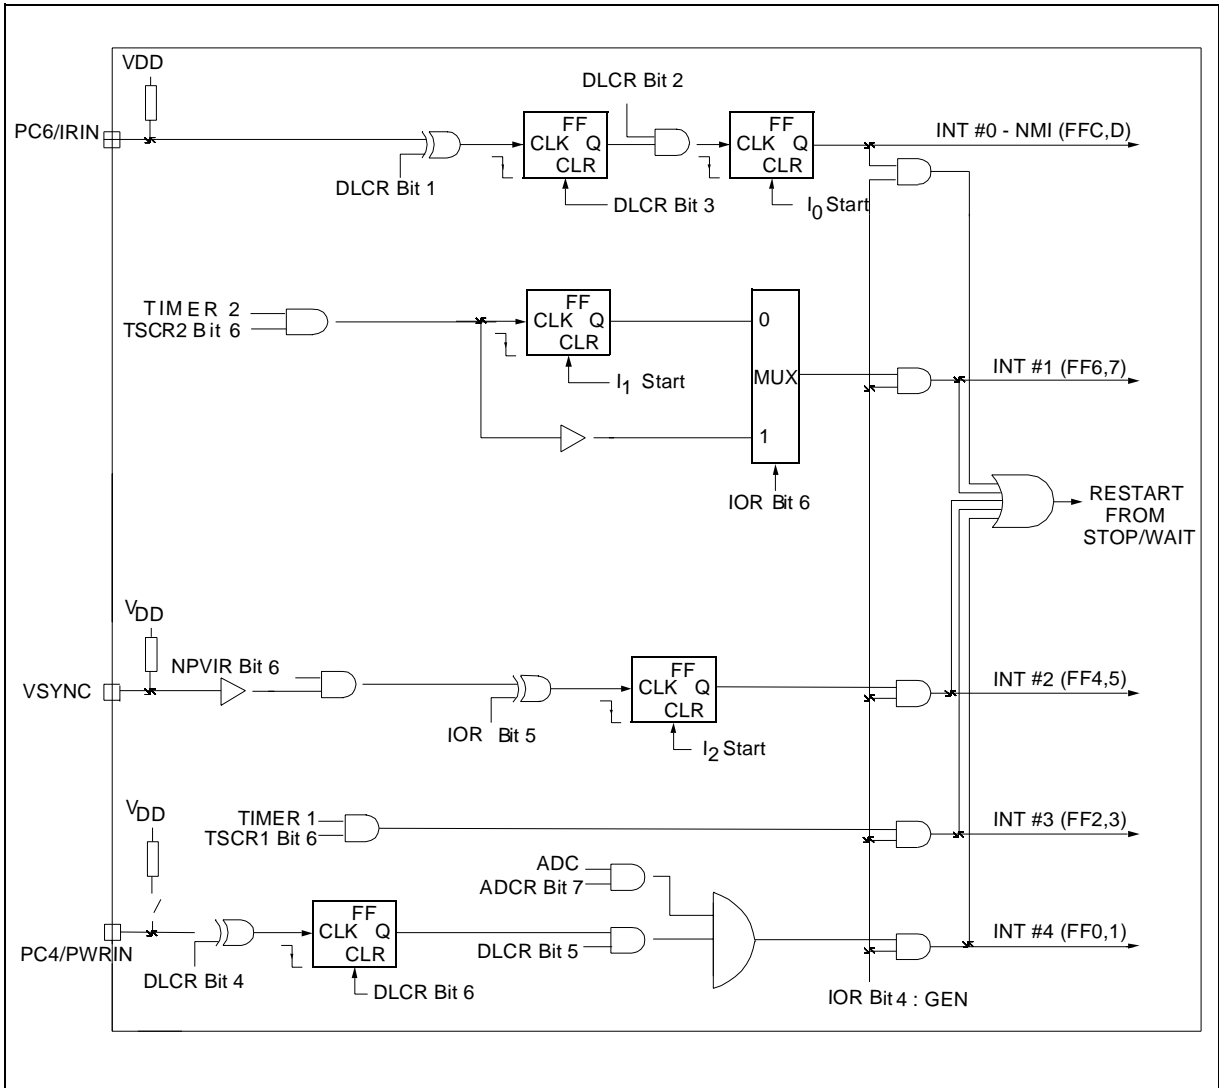 VDD
PC6/IRIN
DLCR Bit 1
FF
CLK Q
CLR
DLCR Bit 3
DLCR Bit 2
FF
CLK Q
CLR
I0 Start
INT #0 - NMI (FFC,D)
TIMER 2
TSCR2 Bit 6
FF
CLK Q
CLR
I1 Start
0
MUX
1
IOR Bit 6
INT #1 (FF6,7)
RESTART
FROM
STOP/WAIT
VDD
VSYNC
NPVIR Bit 6
IOR Bit 5
FF
CLK Q
CLR
I2 Start
INT #2 (FF4,5)
TIMER 1
TSCR1 Bit 6
INT #3 (FF2,3)
VDD
PC4/PWRIN
DLCR Bit 4
FF
CLK Q
CLR
DLCR Bit 6
ADC
ADCR Bit 7
DLCR Bit 5
INT #4 (FF0,1)
IOR Bit 4 : GEN